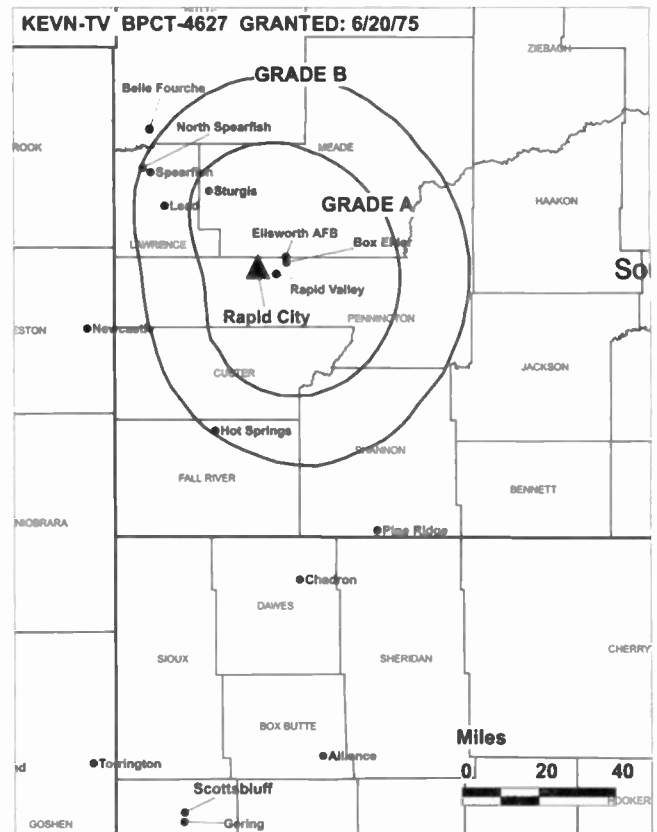 KEVN-TV BPCT-4627 GRANTED: 6/20/75
ZIEBACH
GRADE B
Belle Fourche
North Spearfish
ROOK
MEADE
Spearfish
Sturgis
Lead
GRADE A
HAAKON
Ellsworth AFB
Box Elder
LAWRENCE
So
Rapid Valley
Rapid City
PENNINGTON
ESTON
Newcastle
CUSTER
JACKSON
Hot Springs
SHANNON
FALL RIVER
BENNETT
NIOBRARA
Pine Ridge
Chadron
DAWES
SIOUX
SHERIDAN
CHERRY
BOX BUTTE
Miles
Alliance
nd
Torrington
0 20 40
Scottsbluff
HOOKER
GOSHEN
Gering